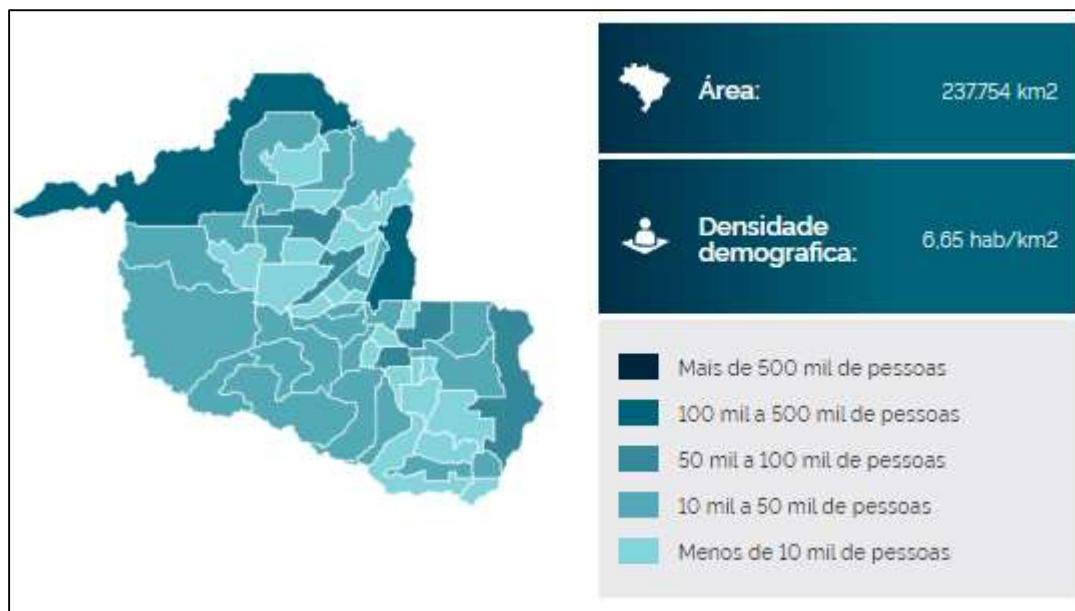 Área:
237.754 km2
Densidade
demografica:
6,65 hab/km2
Mais de 500 mil de pessoas
100 mil a 500 mil de pessoas
50 mil a 100 mil de pessoas
10 mil a 50 mil de pessoas
Menos de 10 mil de pessoas